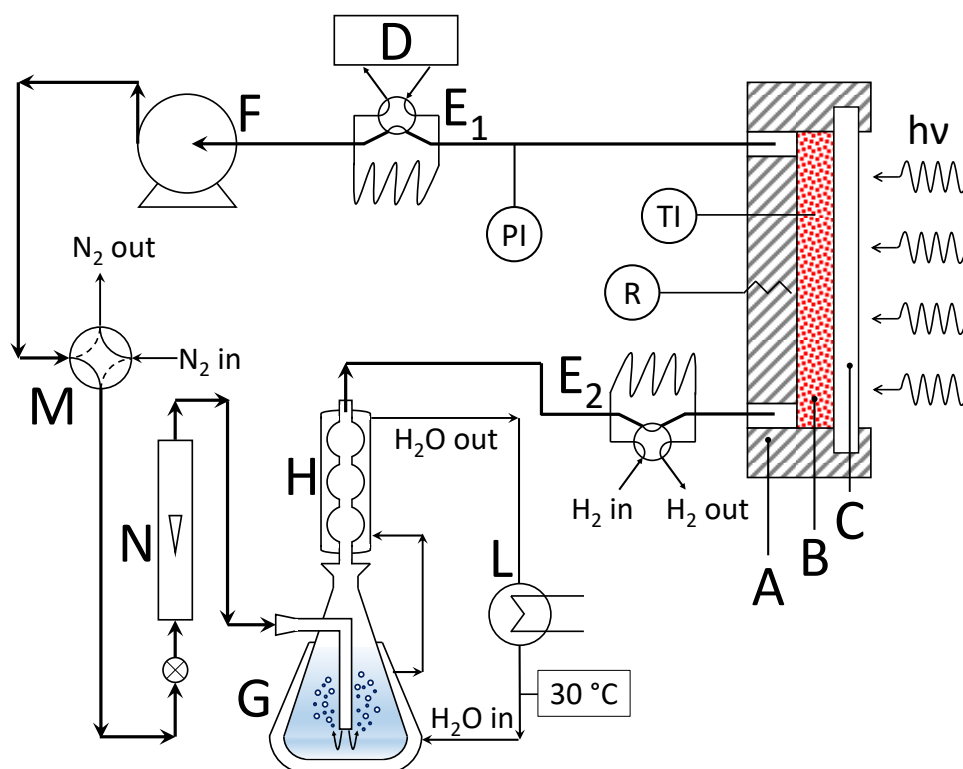 D
F
E₁
hν
N₂ out
PI
TI
R
N₂ in
M
E₂
H₂O out
H
H₂ in
H₂ out
N
L
C
B
A
G
30 °C
H₂O in